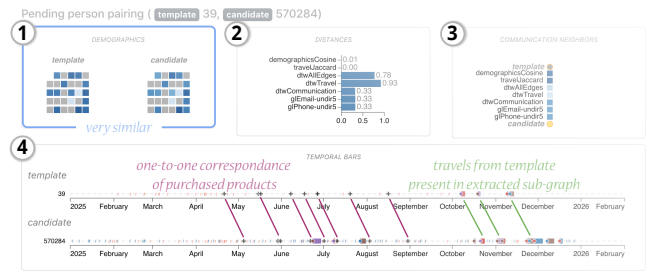 Pending person pairing ( template 39, candidate 570284)
1
DEMOGRAPHICS
template candidate
very similar
2
DISTANCES
demographicsCosine 0.01
travelJaccard 0.00
dtwAllEdges 0.78
dtwTravel 0.93
dtwCommunication 0.33
glEmail-undir5 0.33
glPhone-undir5 0.33
0.0 0.5 1.0
3
COMMUNICATION NEIGHBORS
template
demographicsCosine
travelJaccard
dtwAllEdges
dtwTravel
dtwCommunication
glEmail-undir5
glPhone-undir5
candidate
4
TEMPORAL BARS
template
one-to-one correspondance
of purchased products
travels from template
present in extracted sub-graph
39
2025 February March April May June July August September October November December 2026 February
candidate
570284
2025 February March April May June July August September October November December 2026 February